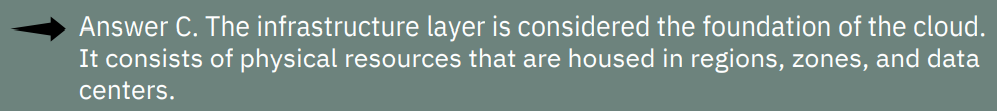 Answer C. The infrastructure layer is considered the foundation of the cloud.
It consists of physical resources that are housed in regions, zones, and data
centers.